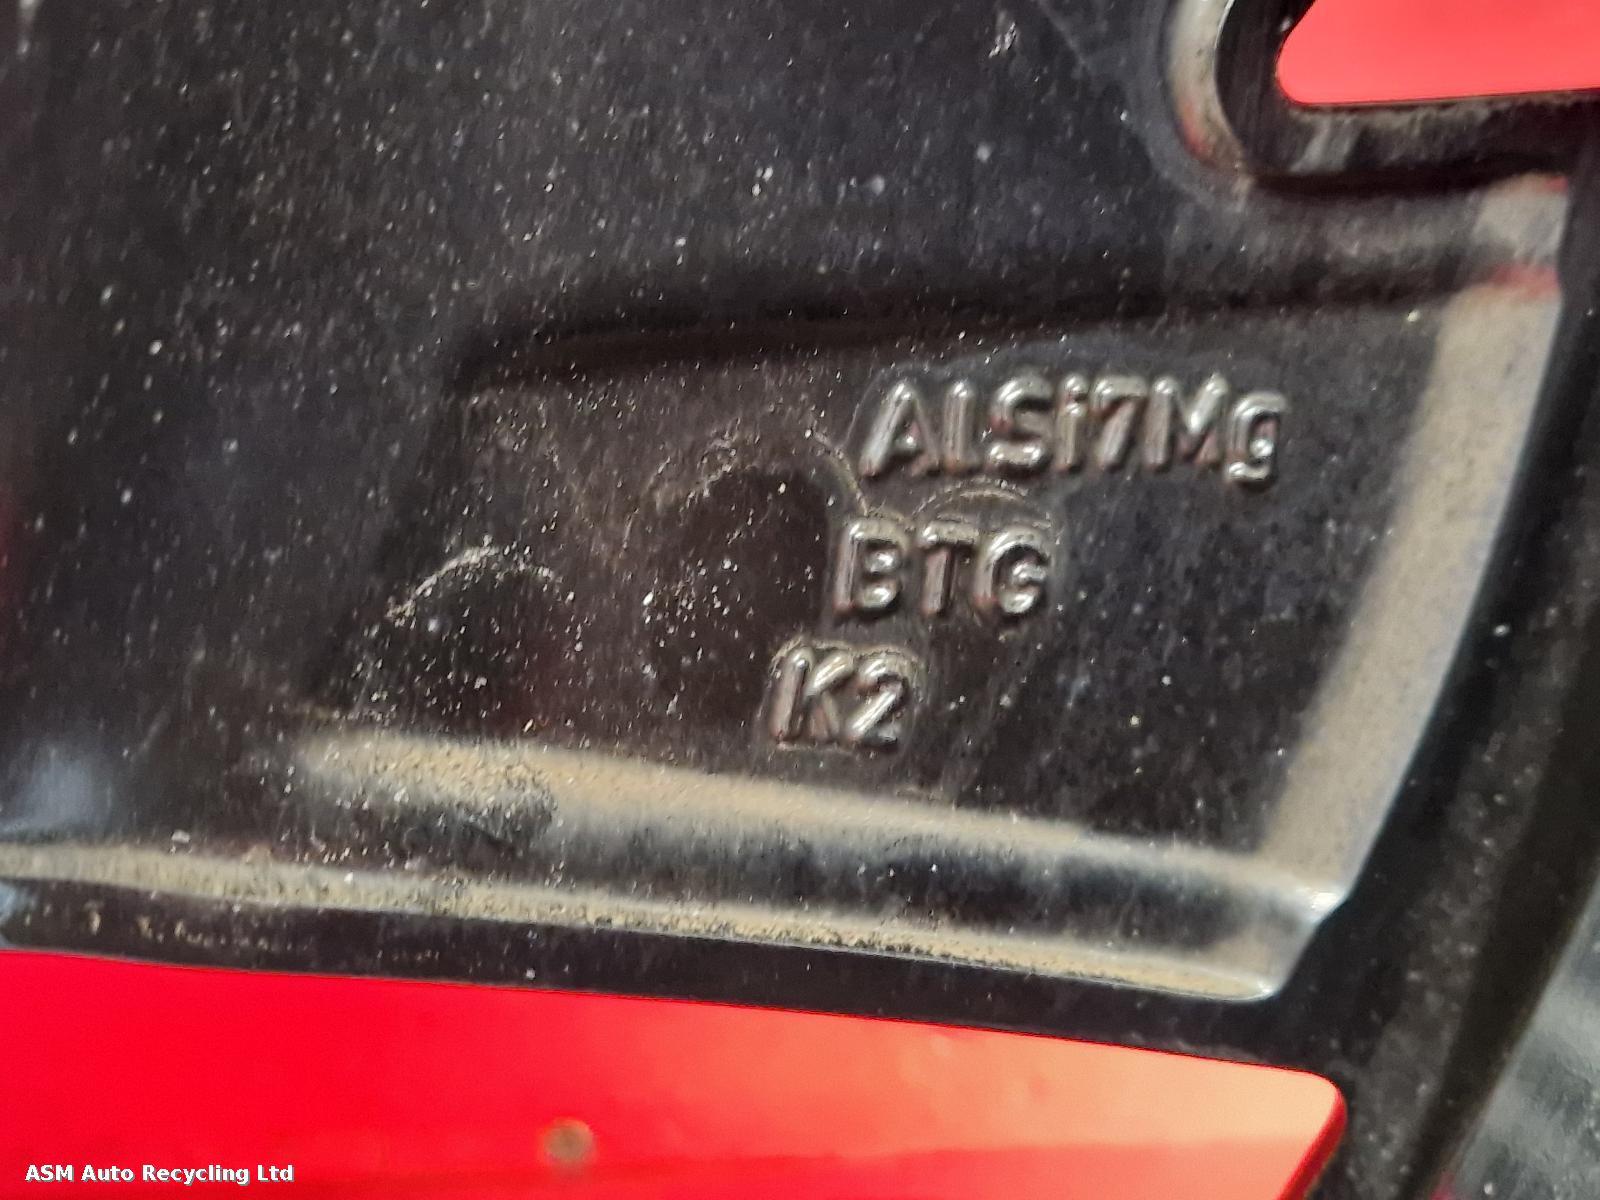 ALSi7Mg
BTG
K2
ASM Auto Recycling Ltd